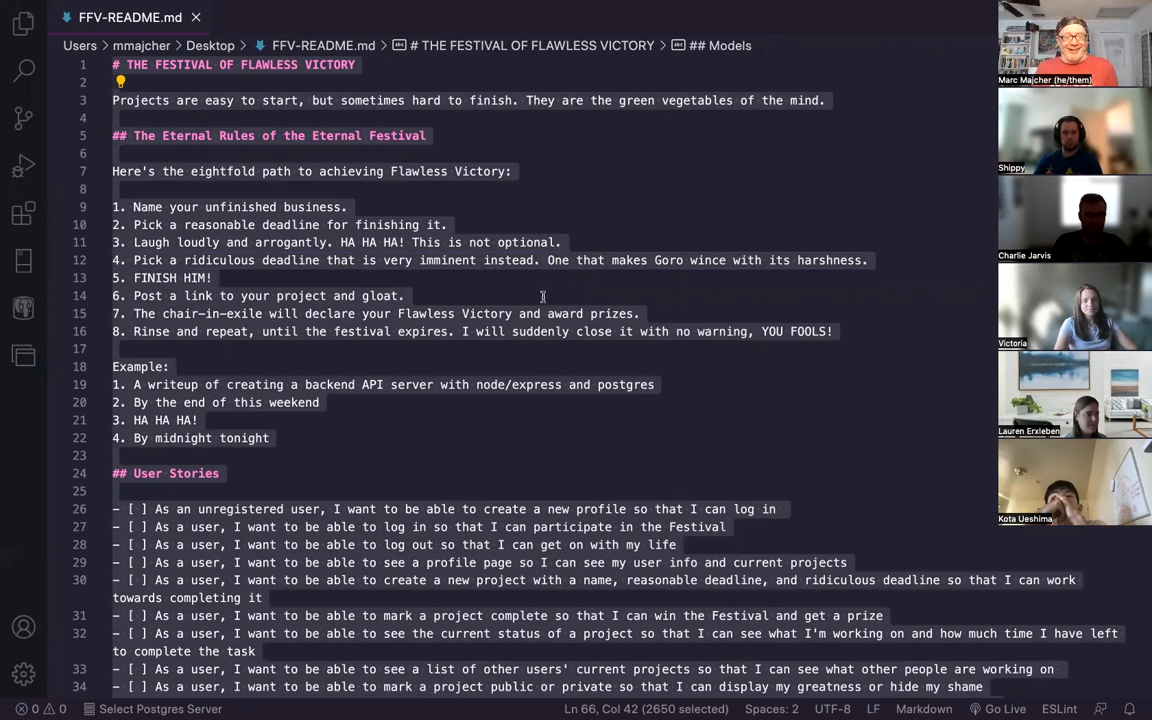 FFV-README.md
Users > mmajcher > Desktop > FFV-README.md > # THE FESTIVAL OF FLAWLESS VICTORY > ## Models
1 # THE FESTIVAL OF FLAWLESS VICTORY
2
3 Projects are easy to start, but sometimes hard to finish. They are the green vegetables of the mind.
4
5 ## The Eternal Rules of the Eternal Festival
6
7 Here's the eightfold path to achieving Flawless Victory:
8
9 1. Name your unfinished business.
10 2. Pick a reasonable deadline for finishing it.
11 3. Laugh loudly and arrogantly. HA HA HA! This is not optional.
12 4. Pick a ridiculous deadline that is very imminent instead. One that makes Goro wince with its harshness.
13 5. FINISH HIM!
14 6. Post a link to your project and gloat.
15 7. The chair-in-exile will declare your Flawless Victory and award prizes.
16 8. Rinse and repeat, until the festival expires. I will suddenly close it with no warning, YOU FOOLS!
17
18 Example:
19 1. A writeup of creating a backend API server with node/express and postgres
20 2. By the end of this weekend
21 3. HA HA HA!
22 4. By midnight tonight
23
24 ## User Stories
25
26 - [ ] As an unregistered user, I want to be able to create a new profile so that I can log in
27 - [ ] As a user, I want to be able to log in so that I can participate in the Festival
28 - [ ] As a user, I want to be able to log out so that I can get on with my life
29 - [ ] As a user, I want to be able to see a profile page so I can see my user info and current projects
30 - [ ] As a user, I want to be able to create a new project with a name, reasonable deadline, and ridiculous deadline so that I can work
towards completing it
31 - [ ] As a user, I want to be able to mark a project complete so that I can win the Festival and get a prize
32 - [ ] As a user, I want to be able to see the current status of a project so that I can see what I'm working on and how much time I have left
to complete the task
33 - [ ] As a user, I want to be able to see a list of other users' current projects so that I can see what other people are working on
34 - [ ] As a user, I want to be able to mark a project public or private so that I can display my greatness or hide my shame
0 0 Select Postgres Server Ln 66, Col 42 (2650 selected) Spaces: 2 UTF-8 LF Markdown Go Live ESLint
Marc Majcher (he/them)
Shippy
Charlie Jarvis
Victoria
Lauren Erxleben
Kota Ueshima